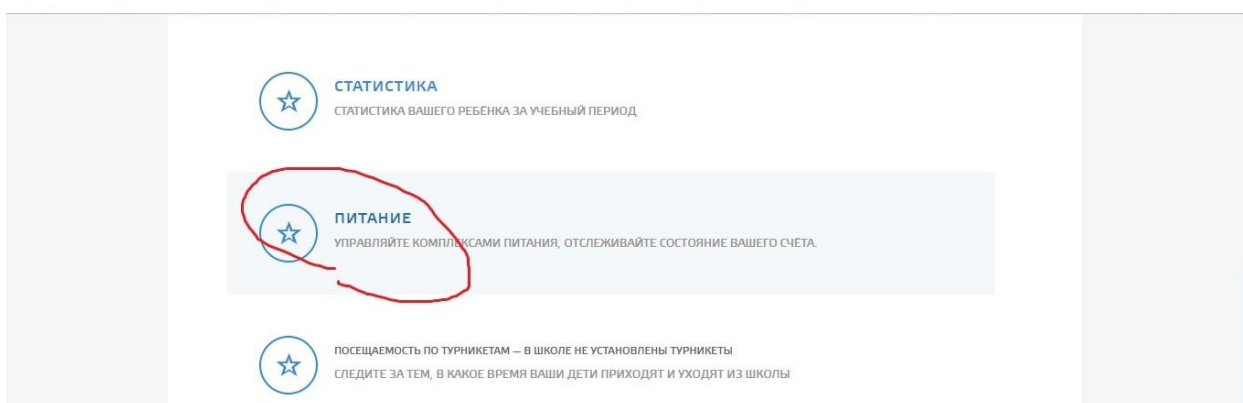 СТАТИСТИКА
СТАТИСТИКА ВАШЕГО РЕБЁНКА ЗА УЧЕБНЫЙ ПЕРИОД
ПИТАНИЕ
УПРАВЛЯЙТЕ КОМПЛЕКСАМИ ПИТАНИЯ, ОТСЛЕЖИВАЙТЕ СОСТОЯНИЕ ВАШЕГО СЧЁТА.
ПОСЕЩАЕМОСТЬ ПО ТУРНИКЕТАМ — В ШКОЛЕ НЕ УСТАНОВЛЕНЫ ТУРНИКЕТЫ
СЛЕДИТЕ ЗА ТЕМ, В КАКОЕ ВРЕМЯ ВАШИ ДЕТИ ПРИХОДЯТ И УХОДЯТ ИЗ ШКОЛЫ